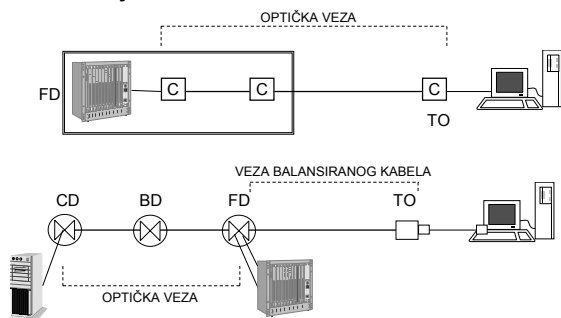 OPTIČKA VEZA
FD
C
C
C
TO
VEZA BALANSIRANOG KABELA
CD
BD
FD
TO
OPTIČKA VEZA